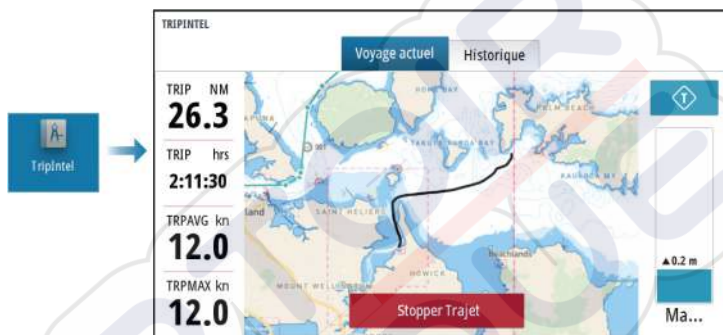 TRIPINTEL
Voyage actuel
Historique
TripIntel
TRIP NM
26.3
TRIP hrs
2:11:30
TRPAVG kn
12.0
TRPMAX kn
12.0
PALM BEACH
SAINT HELIERS
HOWICK
Beachlands
MOUNT WELLINGTON
Stopper Trajet
T
▲0.2 m
Ma...